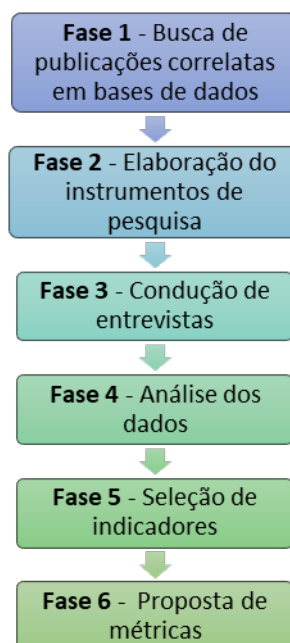 Fase 1 - Busca de
publicações correlatas
em bases de dados
Fase 2 - Elaboração do
instrumentos de
pesquisa
Fase 3 - Condução de
entrevistas
Fase 4 - Análise dos
dados
Fase 5 - Seleção de
indicadores
Fase 6 - Proposta de
métricas